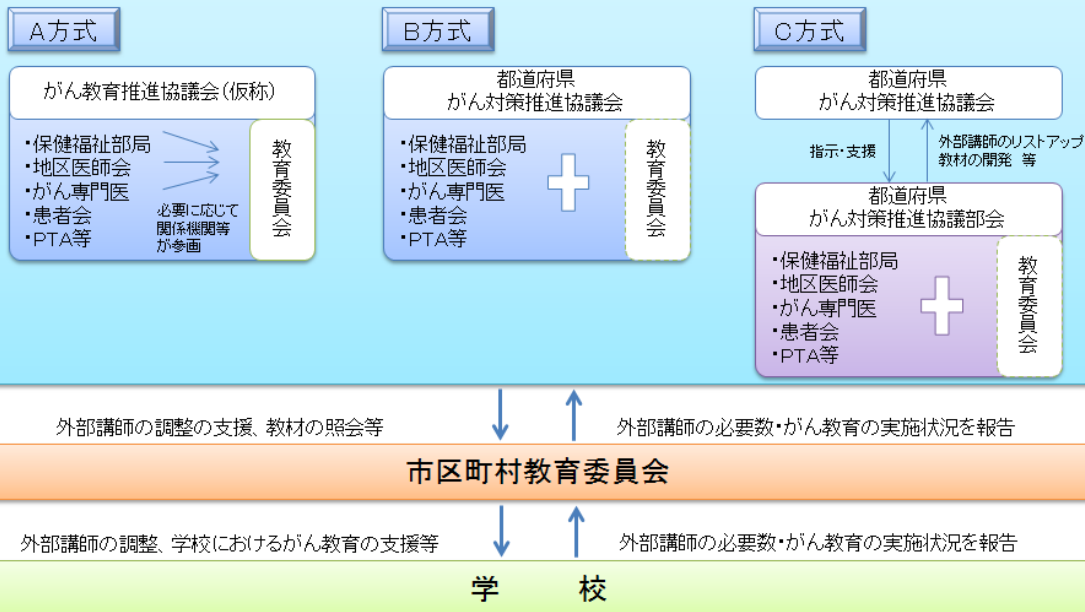 A方式
がん教育推進協議会(仮称)
・保健福祉部局
・地区医師会
・がん専門医
・患者会
・PTA等
必要に応じて
関係機関等
が参画
教育委員会
B方式
都道府県
がん対策推進協議会
・保健福祉部局
・地区医師会
・がん専門医
・患者会
・PTA等
教育委員会
C方式
都道府県
がん対策推進協議会
指示・支援
外部講師のリストアップ
教材の開発 等
都道府県
がん対策推進協議部会
・保健福祉部局
・地区医師会
・がん専門医
・患者会
・PTA等
教育委員会
外部講師の調整の支援、教材の照会等
外部講師の必要数・がん教育の実施状況を報告
市区町村教育委員会
外部講師の調整、学校におけるがん教育の支援等
外部講師の必要数・がん教育の実施状況を報告
学 校